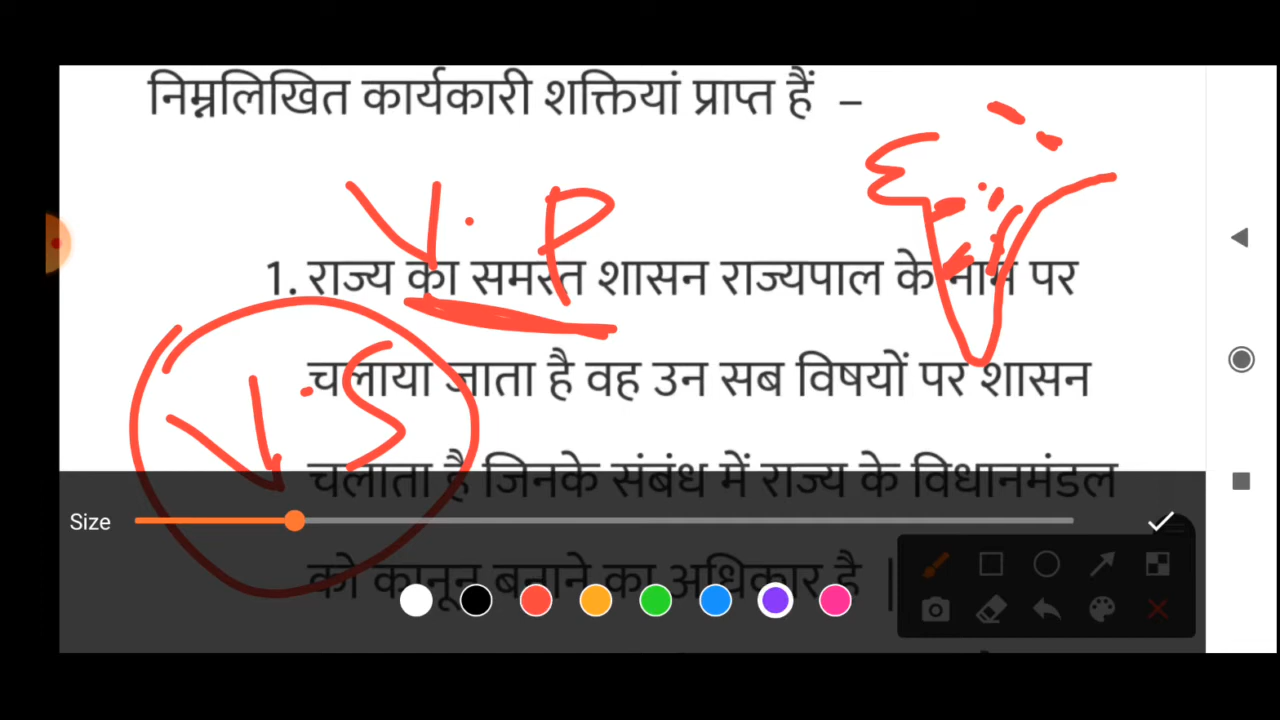 निम्नलिखित कार्यकारी शक्तियां प्राप्त हैं –
V. P
1. राज्य का समस्त शासन राज्यपाल के नाम पर
चलाया जाता है वह उन सब विषयों पर शासन
V.S
चलाता है जिनके संबंध में राज्य के विधानमंडल
Size
को कानून बनाने का अधिकार है |